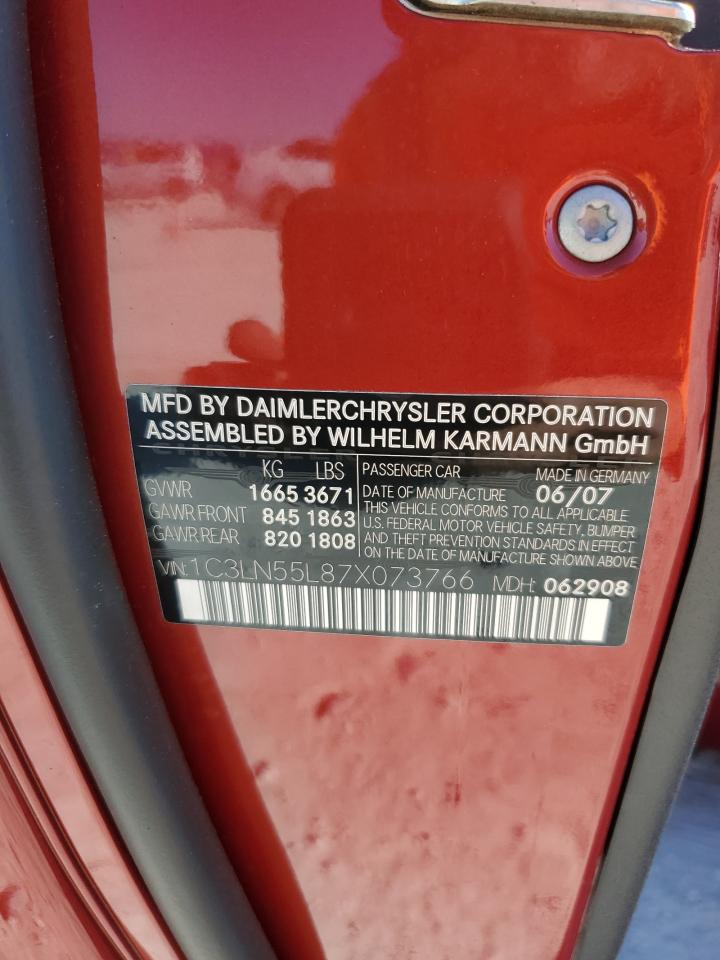 MFD BY DAIMLERCHRYSLER CORPORATION
ASSEMBLED BY WILHELM KARMANN GmbH
KG LBS
GVWR 1665 3671
GAWR FRONT 845 1863
GAWR REAR 820 1808
PASSENGER CAR MADE IN GERMANY
DATE OF MANUFACTURE 06/07
THIS VEHICLE CONFORMS TO ALL APPLICABLE
U.S. FEDERAL MOTOR VEHICLE SAFETY, BUMPER
AND THEFT PREVENTION STANDARDS IN EFFECT
ON THE DATE OF MANUFACTURE SHOWN ABOVE
VIN: 1C3LN55L87X073766 MDH: 062908